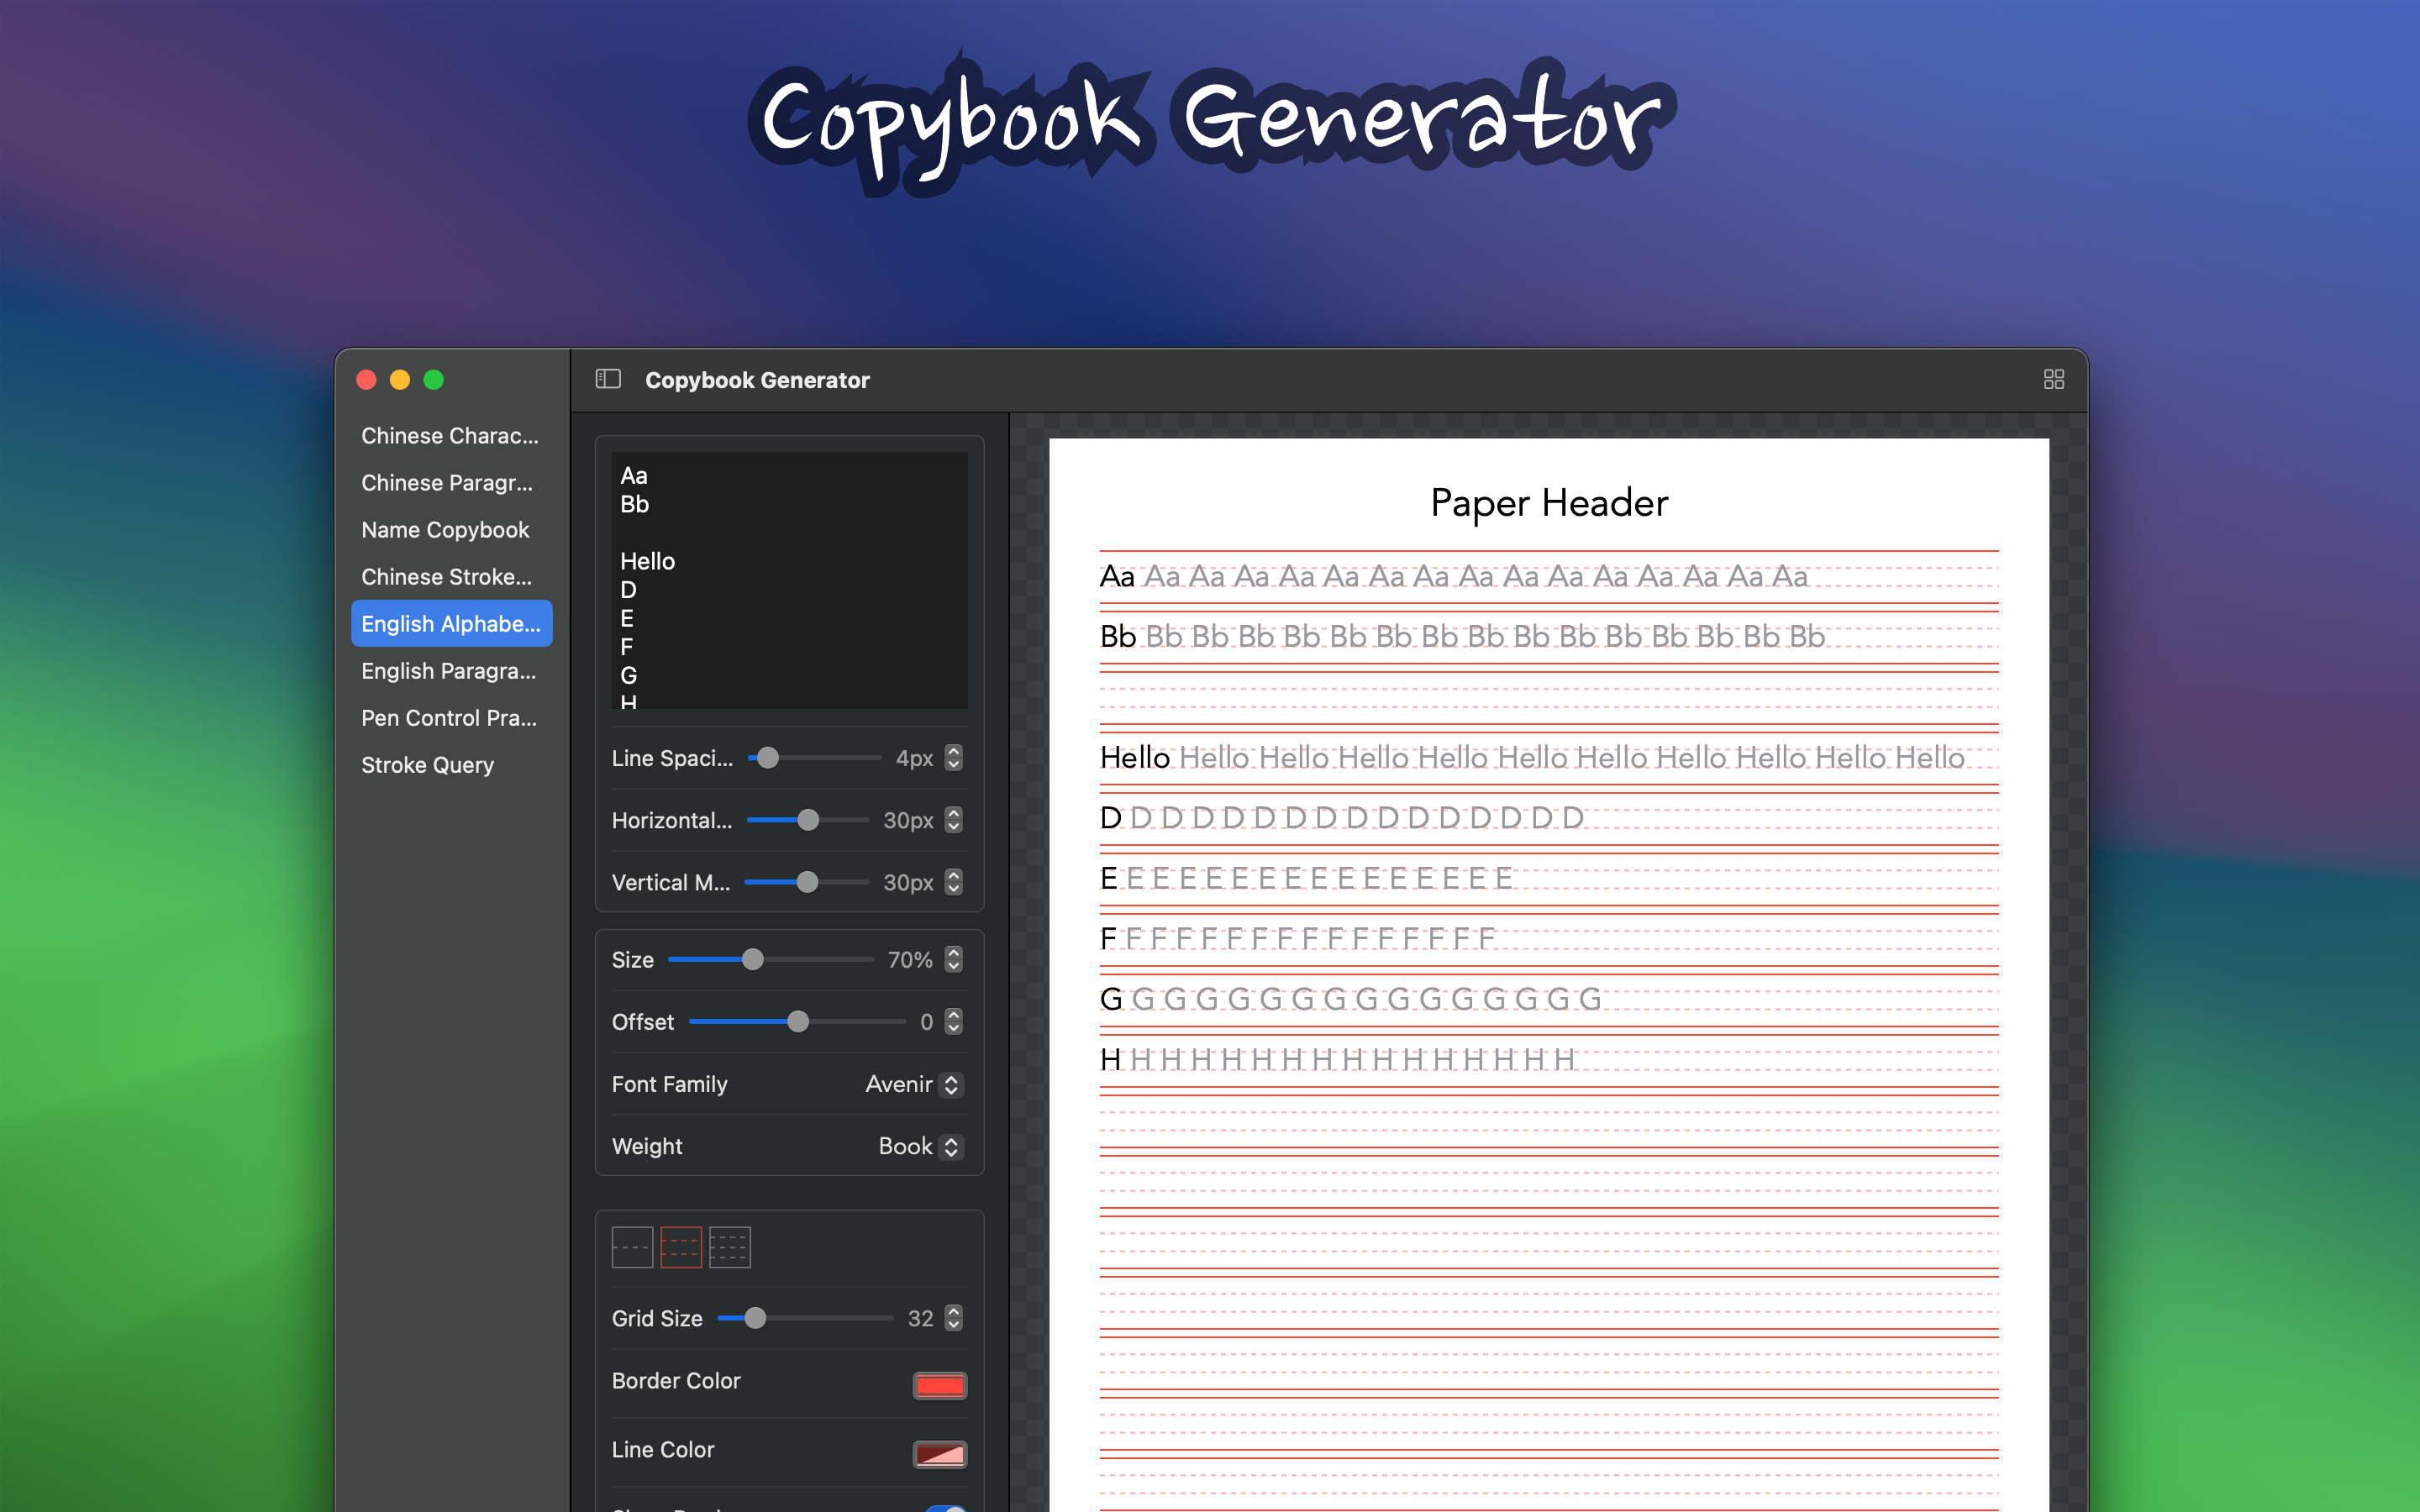 Copybook Generator
Copybook Generator
Chinese Charac...
Chinese Paragr...
Name Copybook
Chinese Stroke...
English Alphabe...
English Paragra...
Pen Control Pra...
Stroke Query
Aa
Bb
Hello
D
E
F
G
H
Line Spaci... 4px
Horizontal... 30px
Vertical M... 30px
Size 70%
Offset 0
Font Family Avenir
Weight Book
Grid Size 32
Border Color
Line Color
Paper Header
Aa Aa Aa Aa Aa Aa Aa Aa Aa Aa Aa Aa Aa Aa Aa Aa
Bb Bb Bb Bb Bb Bb Bb Bb Bb Bb Bb Bb Bb Bb Bb Bb
Hello Hello Hello Hello Hello Hello Hello Hello Hello Hello Hello
D D D D D D D D D D D D D D D D
E E E E E E E E E E E E E E E E
F F F F F F F F F F F F F F F F
G G G G G G G G G G G G G G G G
H H H H H H H H H H H H H H H H